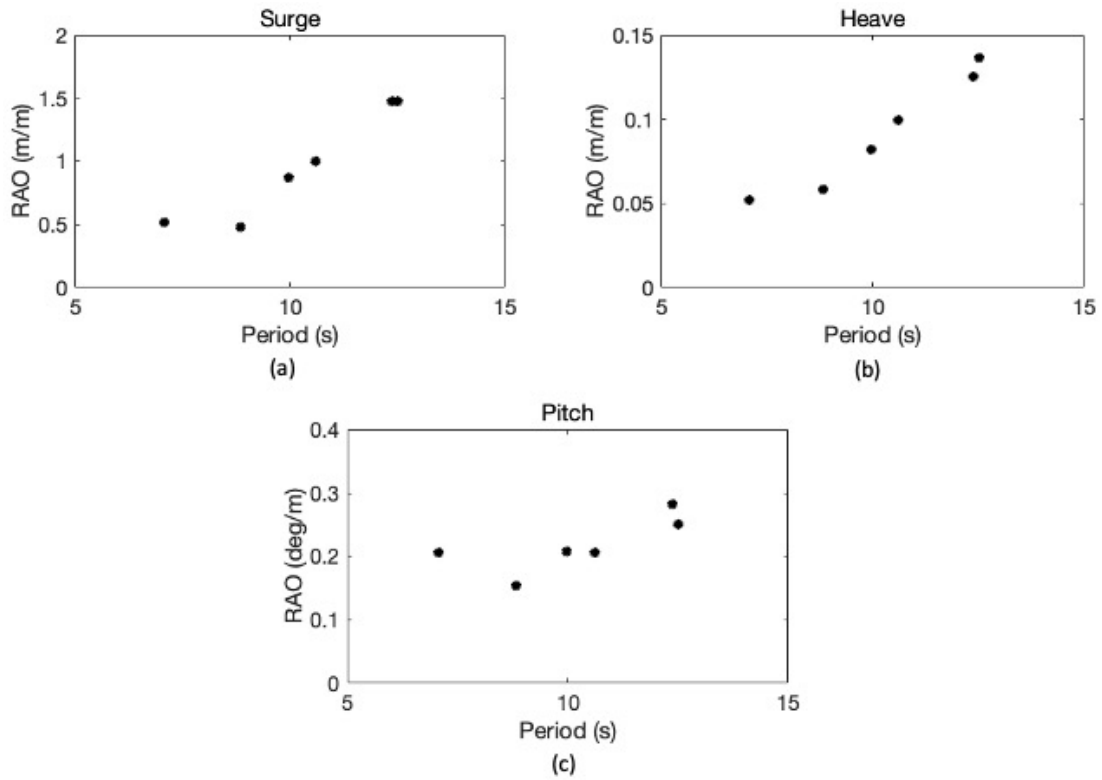 Surge
2
1.5
1
0.5
0
RAO (m/m)
5 10 15
Period (s)
(a)
Heave
0.15
0.1
0.05
0
RAO (m/m)
5 10 15
Period (s)
(b)
Pitch
0.4
0.3
0.2
0.1
0
RAO (deg/m)
5 10 15
Period (s)
(c)